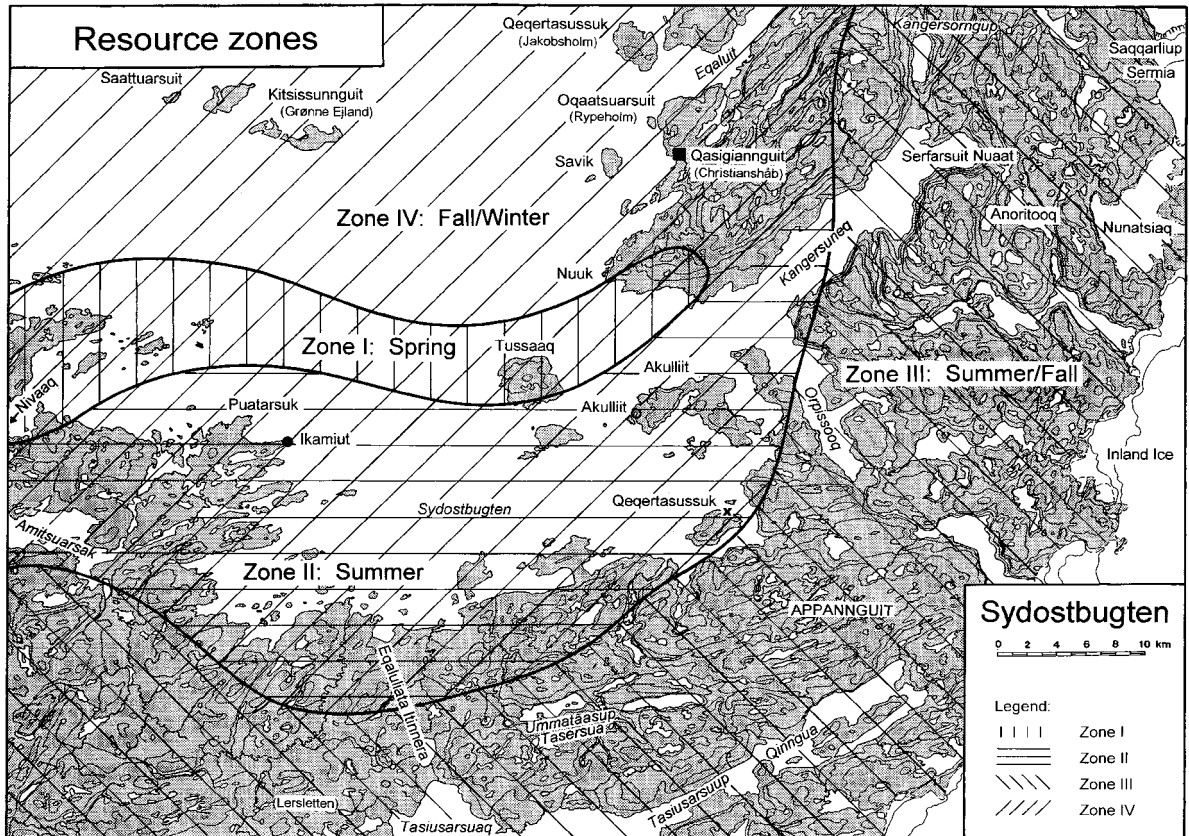 Resource zones
Qeqertasussuk
(Jakobsholm)
Kangersorngup
Saqqarliup
Sermia
Eqaluit
Saattuarsuit
Kitsissunnguit
(Grønne Ejland)
Oqaatsuarsuit
(Rypeholm)
Savik
Qasigiannguit
(Christianshåb)
Serfarsuit Nuaat
Anoritooq
Nunatsiaq
Zone IV: Fall/Winter
Nuuk
Kangersuneq
Zone I: Spring
Tussaaq
Akulliit
Zone III: Summer/Fall
Nivaaq
Puatarsuk
Akulliit
Orpissooq
Ikamiut
Inland Ice
Sydostbugten
Qeqertasussuk
Amitsuarsak
Zone II: Summer
APPANNGUIT
Eqaluliata Itinnera
Ummatâasup
Tasersua
Qinngua
Tasiusarsuup
(Lersletten)
Tasiusarsuaq
Sydostbugten
0 2 4 6 8 10 km
Legend:
Zone I
Zone II
Zone III
Zone IV